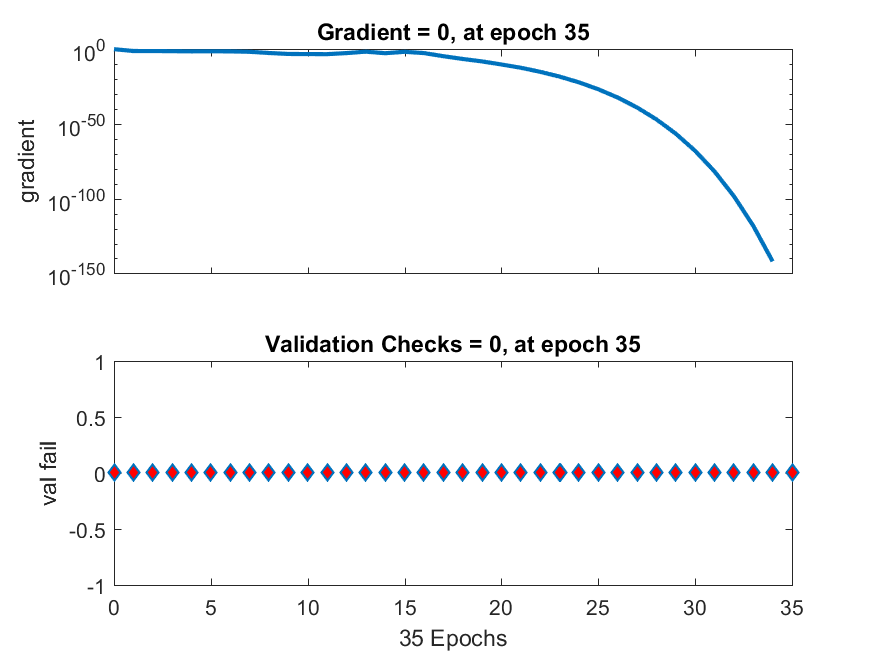 Gradient = 0, at epoch 35
10^0
10^-50
10^-100
10^-150
gradient
Validation Checks = 0, at epoch 35
1
0.5
0
-0.5
-1
val fail
0 5 10 15 20 25 30 35
35 Epochs